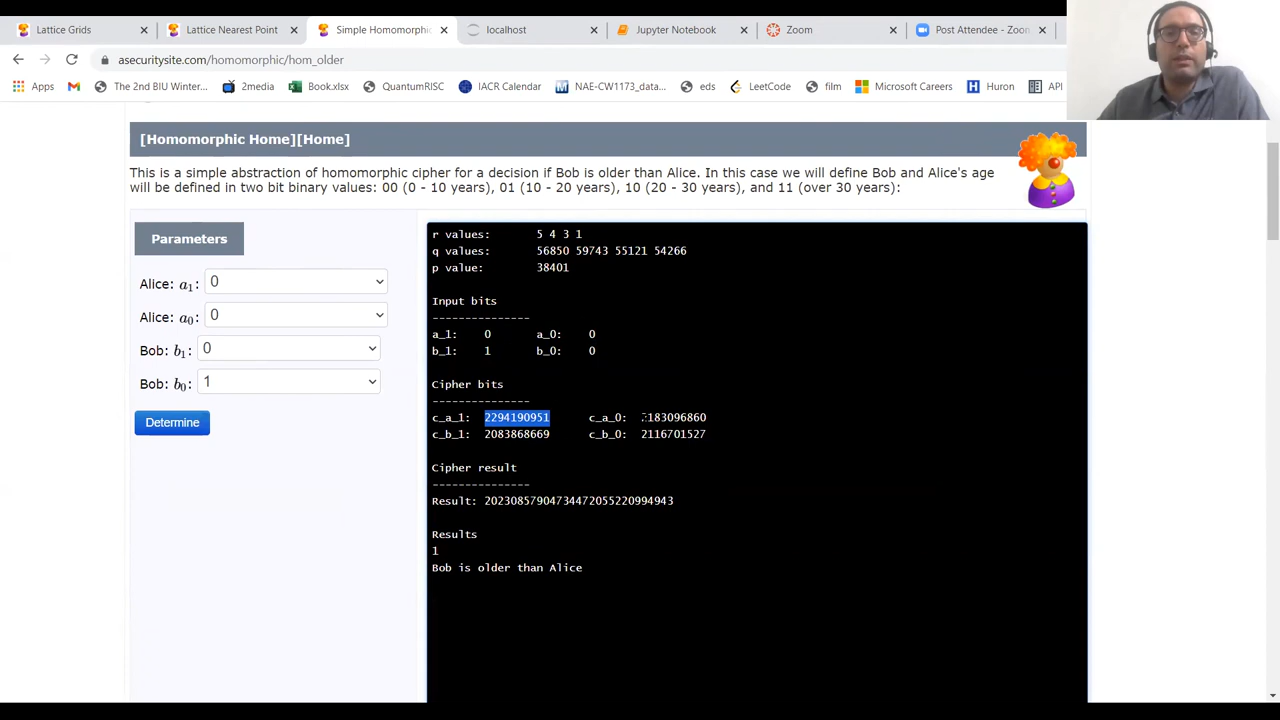 Lattice Grids
Lattice Nearest Point
Simple Homomorphic
localhost
Jupyter Notebook
Zoom
Post Attendee - Zoom
asecuritysite.com/homomorphic/hom_older
Apps
The 2nd BIU Winter...
2media
Book.xlsx
QuantumRISC
IACR Calendar
NAE-CW1173_data...
eds
LeetCode
film
Microsoft Careers
Huron
API
[Homomorphic Home][Home]
This is a simple abstraction of homomorphic cipher for a decision if Bob is older than Alice. In this case we will define Bob and Alice's age
will be defined in two bit binary values: 00 (0 - 10 years), 01 (10 - 20 years), 10 (20 - 30 years), and 11 (over 30 years):
Parameters
Alice: a1: 0
Alice: a0: 0
Bob: b1: 0
Bob: b0: 1
Determine
r values: 5 4 3 1
q values: 56850 59743 55121 54266
p value: 38401
Input bits
---------------
a_1: 0 a_0: 0
b_1: 1 b_0: 0
Cipher bits
---------------
c_a_1: 2294190951 c_a_0: 2183096860
c_b_1: 2083868669 c_b_0: 2116701527
Cipher result
---------------
Result: 20230857904734472055220994943
Results
1
Bob is older than Alice